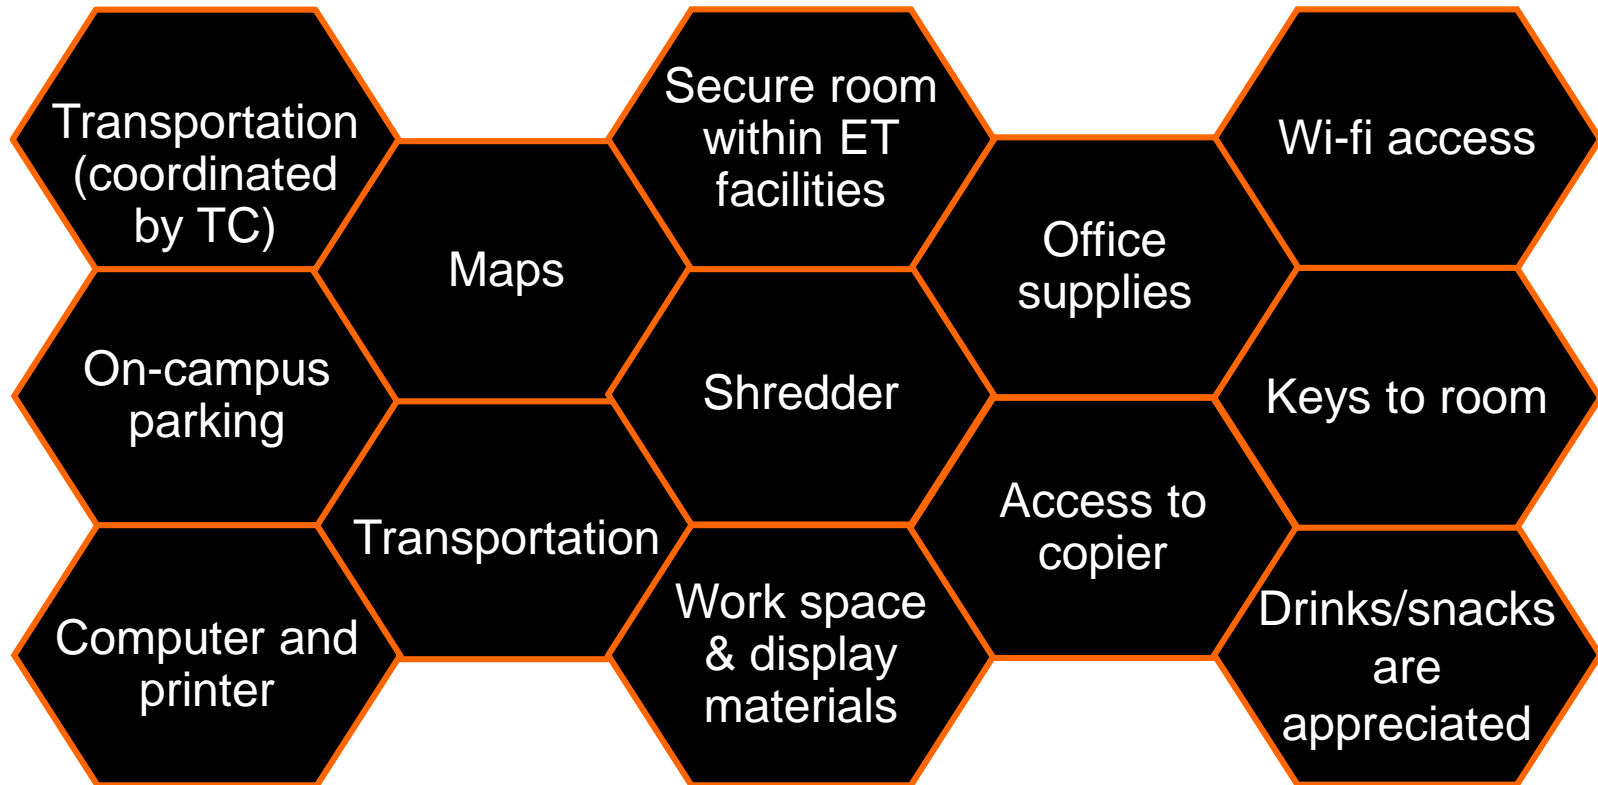 Transportation
(coordinated
by TC)
On-campus
parking
Computer and
printer
Maps
Transportation
Secure room
within ET
facilities
Shredder
Work space
& display
materials
Office
supplies
Access to
copier
Wi-fi access
Keys to room
Drinks/snacks
are
appreciated